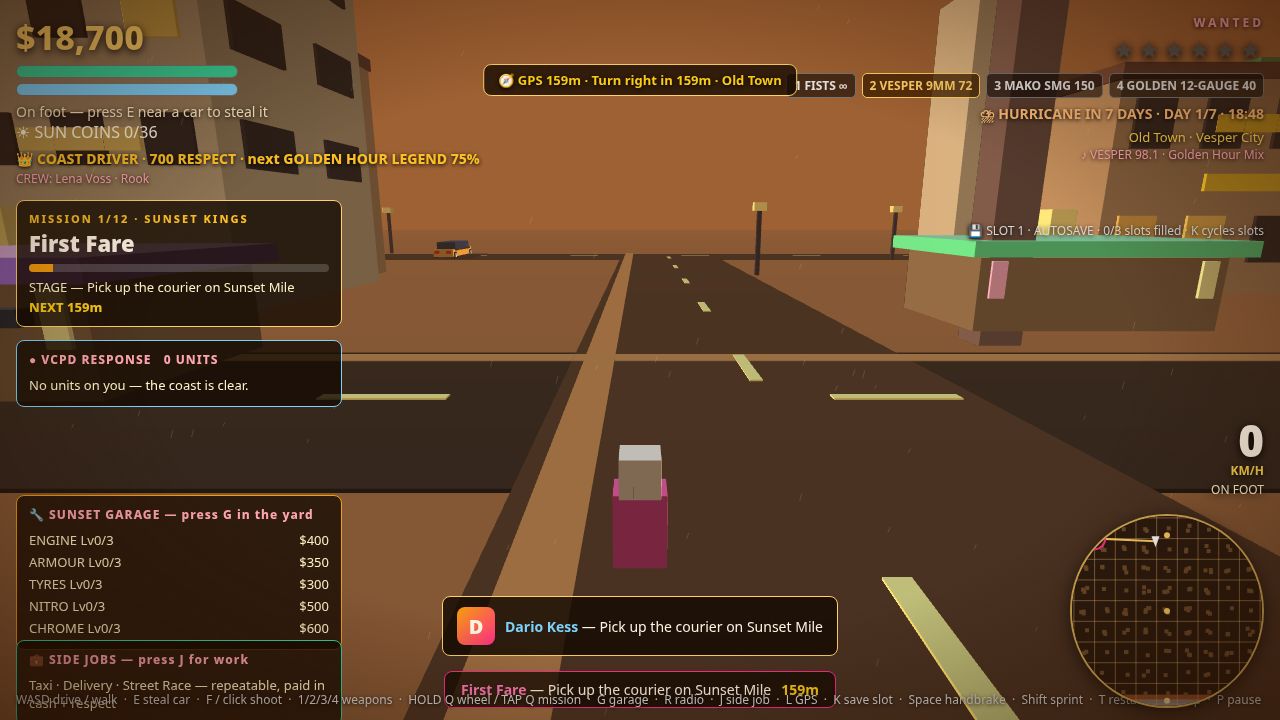 $18,700
On foot — press E near a car to steal it
☀ SUN COINS 0/36
👑 COAST DRIVER · 700 RESPECT · next GOLDEN HOUR LEGEND 75%
CREW: Lena Voss · Rook
🧭 GPS 159m · Turn right in 159m · Old Town
WANTED
★ ★ ★ ★ ★ ★
1 FISTS ∞
2 VESPER 9MM 72
3 MAKO SMG 150
4 GOLDEN 12-GAUGE 40
⛈ HURRICANE IN 7 DAYS · DAY 1/7 · 18:48
Old Town · Vesper City
♪ VESPER 98.1 · Golden Hour Mix
💾 SLOT 1 · AUTOSAVE · 0/3 slots filled · K cycles slots
MISSION 1/12 · SUNSET KINGS
First Fare
STAGE — Pick up the courier on Sunset Mile
NEXT 159m
● VCPD RESPONSE 0 UNITS
No units on you — the coast is clear.
🔧 SUNSET GARAGE — press G in the yard
ENGINE Lv0/3 $400
ARMOUR Lv0/3 $350
TYRES Lv0/3 $300
NITRO Lv0/3 $500
CHROME Lv0/3 $600
💼 SIDE JOBS — press J for work
Taxi · Delivery · Street Race — repeatable, paid in
cash + respect
0
KM/H
ON FOOT
D
Dario Kess — Pick up the courier on Sunset Mile
First Fare — Pick up the courier on Sunset Mile 159m
WASD drive/walk · E steal car · F / click shoot · 1/2/3/4 weapons · HOLD Q wheel / TAP Q mission · G garage · R radio · J side job · L GPS · K save slot · Space handbrake · Shift sprint · T · P pause